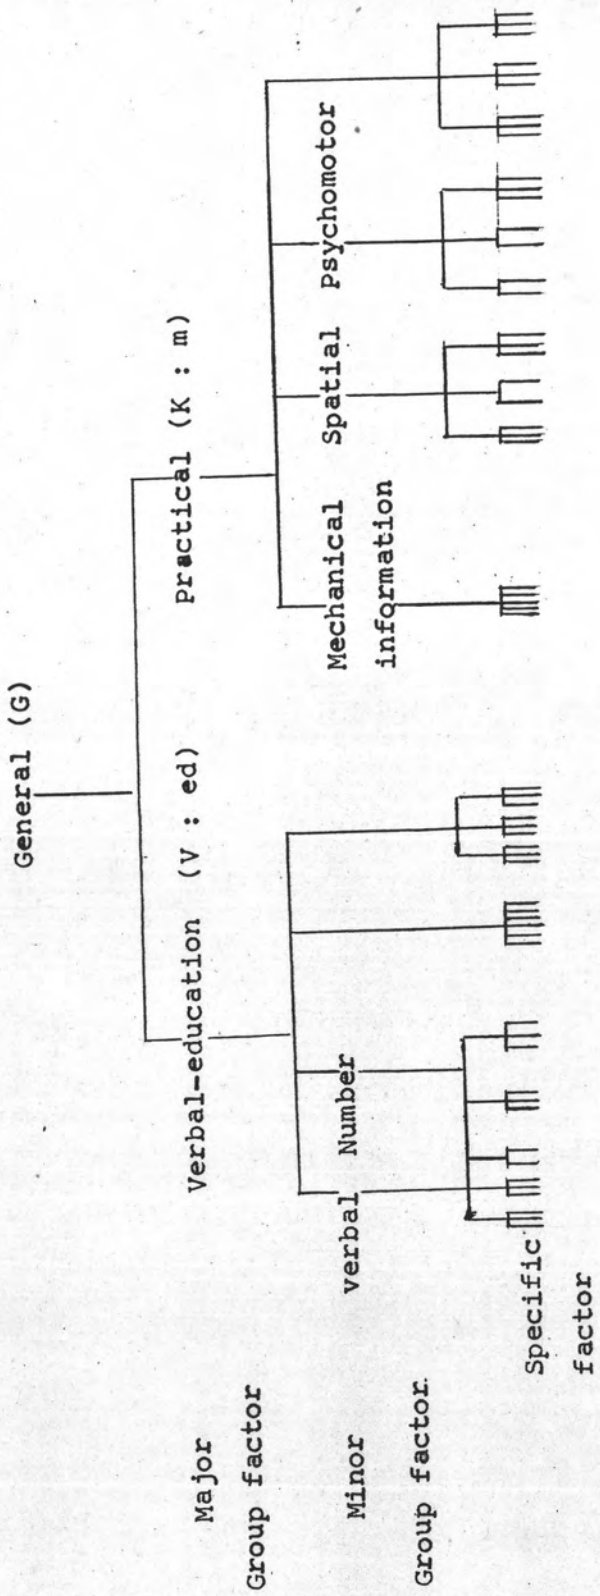 General (G)
Major
Group factor
Verbal-education (V : ed)
Practical (K : m)
Minor
Group factor.
verbal
Number
Mechanical
information
Spatial
Psychomotor
Specific
factor